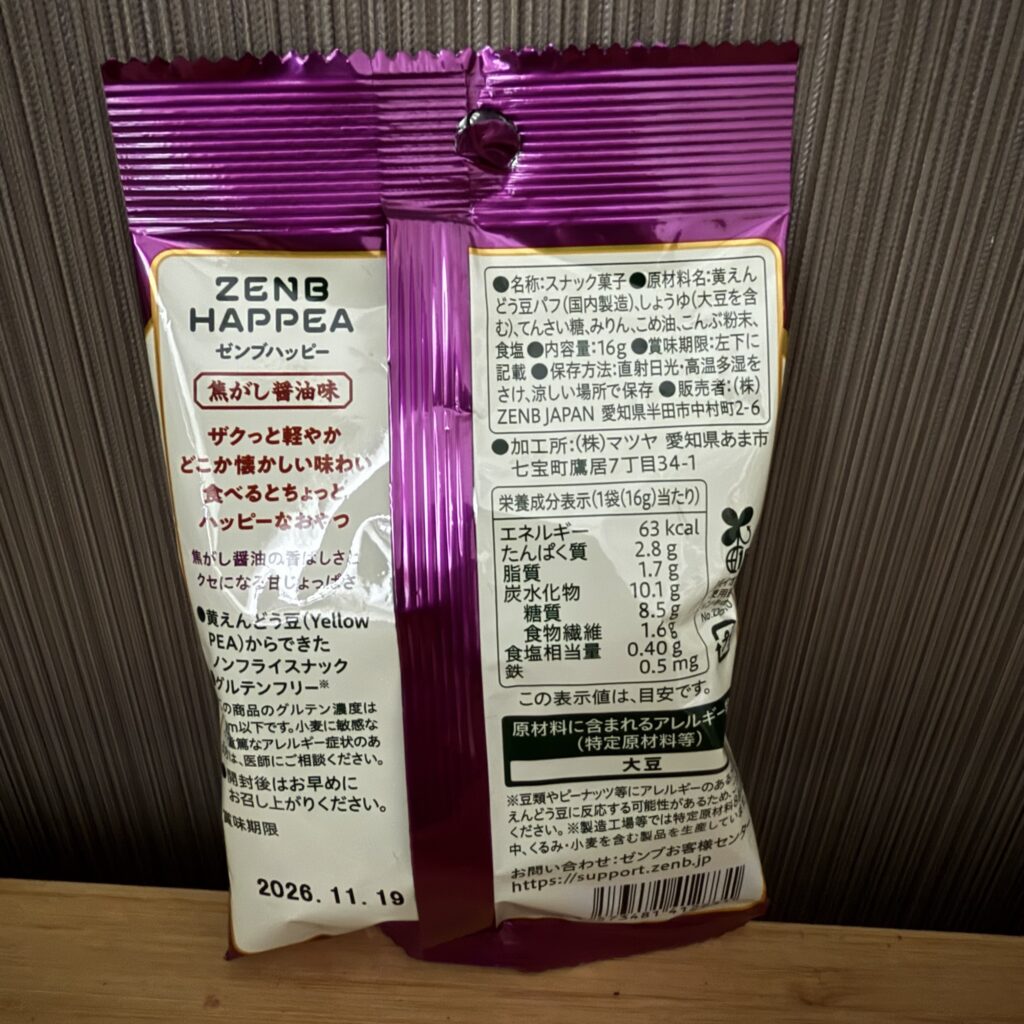 ZENB
HAPPEA
ゼンブハッピー
焦がし醤油味
ザクっと軽やか
どこか懐かしい味わい
食べるとちょっと
ハッピーなおやつ
焦がし醤油の香ばしさと
クセになる甘じょっぱさ
●黄えんどう豆(Yellow
PEA)からできた
ノンフライスナック
グルテンフリー※
の商品のグルテン濃度は
m以下です。小麦に敏感な
重篤なアレルギー症状のあ
は、医師にご相談ください。
開封後はお早めに
お召し上がりください。
賞味期限
2026.11.19
●名称:スナック菓子●原材料名:黄えん
どう豆パフ(国内製造)、しょうゆ(大豆を含
む)、てんさい糖、みりん、こめ油、こんぶ粉末、
食塩●内容量:16g●賞味期限:左下に
記載●保存方法:直射日光・高温多湿を
さけ、涼しい場所で保存●販売者:(株)
ZENB JAPAN 愛知県半田市中村町2-6
●加工所:(株)マツヤ 愛知県あま市
七宝町鷹居7丁目34-1
栄養成分表示(1袋(16g)当たり)
エネルギー 63 kcal
たんぱく質 2.8 g
脂質 1.7 g
炭水化物 10.1 g
糖質 8.5 g
食物繊維 1.6 g
食塩相当量 0.40 g
鉄 0.5 mg
この表示値は、目安です。
原材料に含まれるアレルギー
(特定原材料等)
大豆
※豆類やピーナッツ等にアレルギーのある
えんどう豆に反応する可能性があるため、
ください。※製造工場等では特定原材料
中、くるみ・小麦を含む製品を生産してい
お問い合わせ:ゼンブお客様センター
https://support.zenb.jp